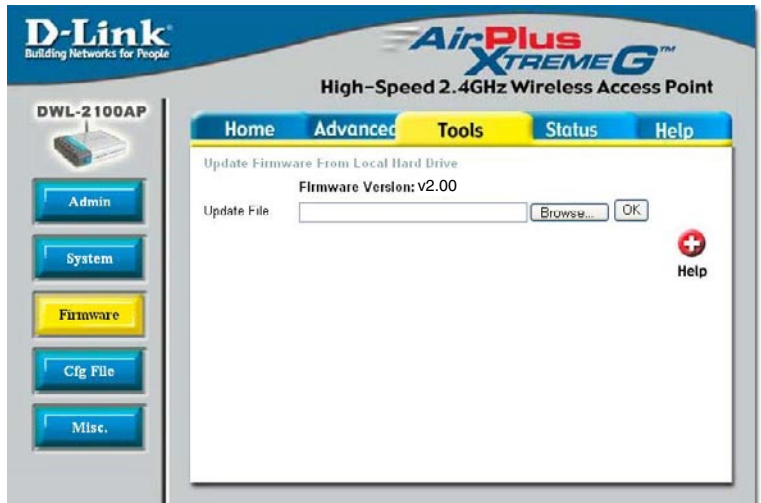 D-Link
Building Networks for People
AirPlus
XTREME G™
High-Speed 2.4GHz Wireless Access Point
DWL-2100AP
Home Advanced Tools Status Help
Update Firmware From Local Hard Drive
Firmware Version: v2.00
Update File Browse... OK
Help
Admin
System
Firmware
Cfg File
Misc.